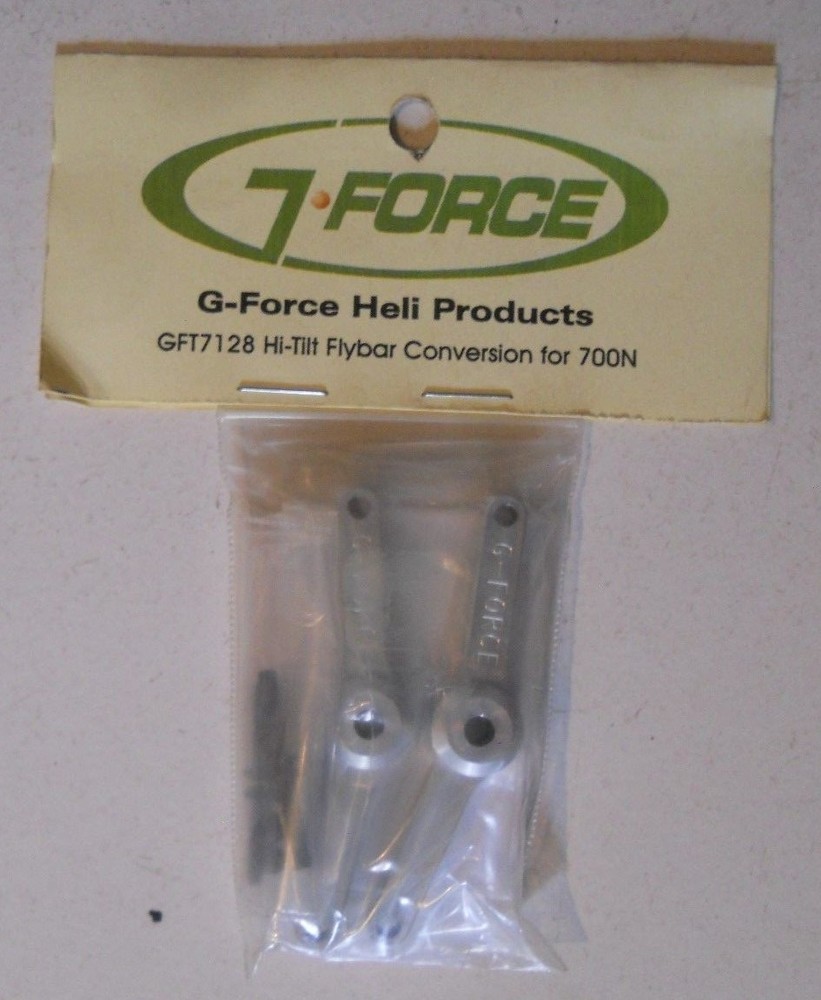 G-FORCE
G-Force Heli Products
GFT7128 Hi-Tilt Flybar Conversion for 700N
G-FORCE